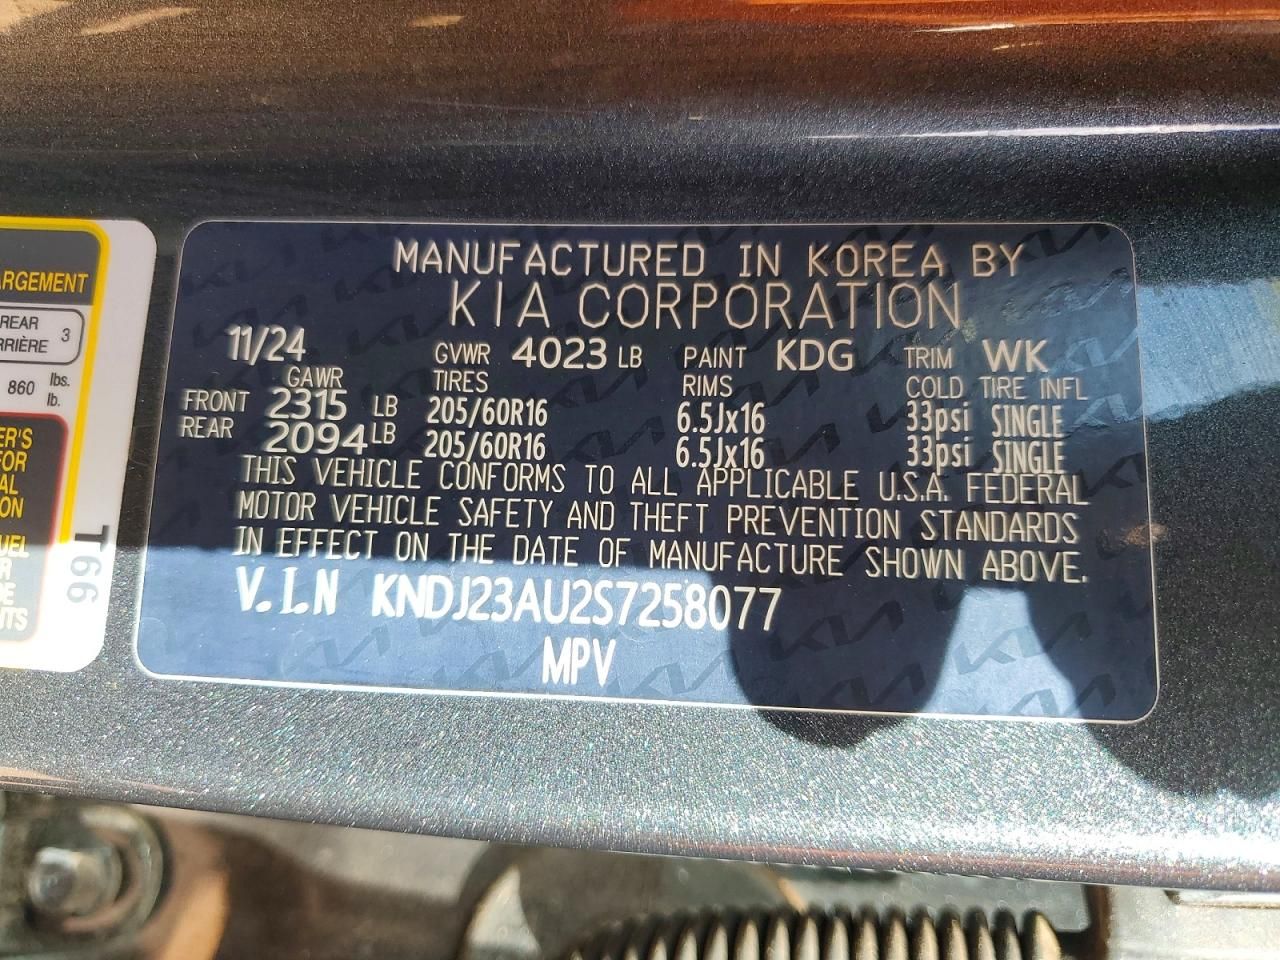 MANUFACTURED IN KOREA BY
KIA CORPORATION
11/24 GVWR 4023 LB PAINT KDG TRIM WK
GAWR TIRES RIMS COLD TIRE INFL
FRONT 2315 LB 205/60R16 6.5Jx16 33psi SINGLE
REAR 2094 LB 205/60R16 6.5Jx16 33psi SINGLE
THIS VEHICLE CONFORMS TO ALL APPLICABLE U.S.A. FEDERAL
MOTOR VEHICLE SAFETY AND THEFT PREVENTION STANDARDS
IN EFFECT ON THE DATE OF MANUFACTURE SHOWN ABOVE.
V.I.N KNDJ23AU2S7258077
MPV
REAR 3
860 lbs.
lb.
T99